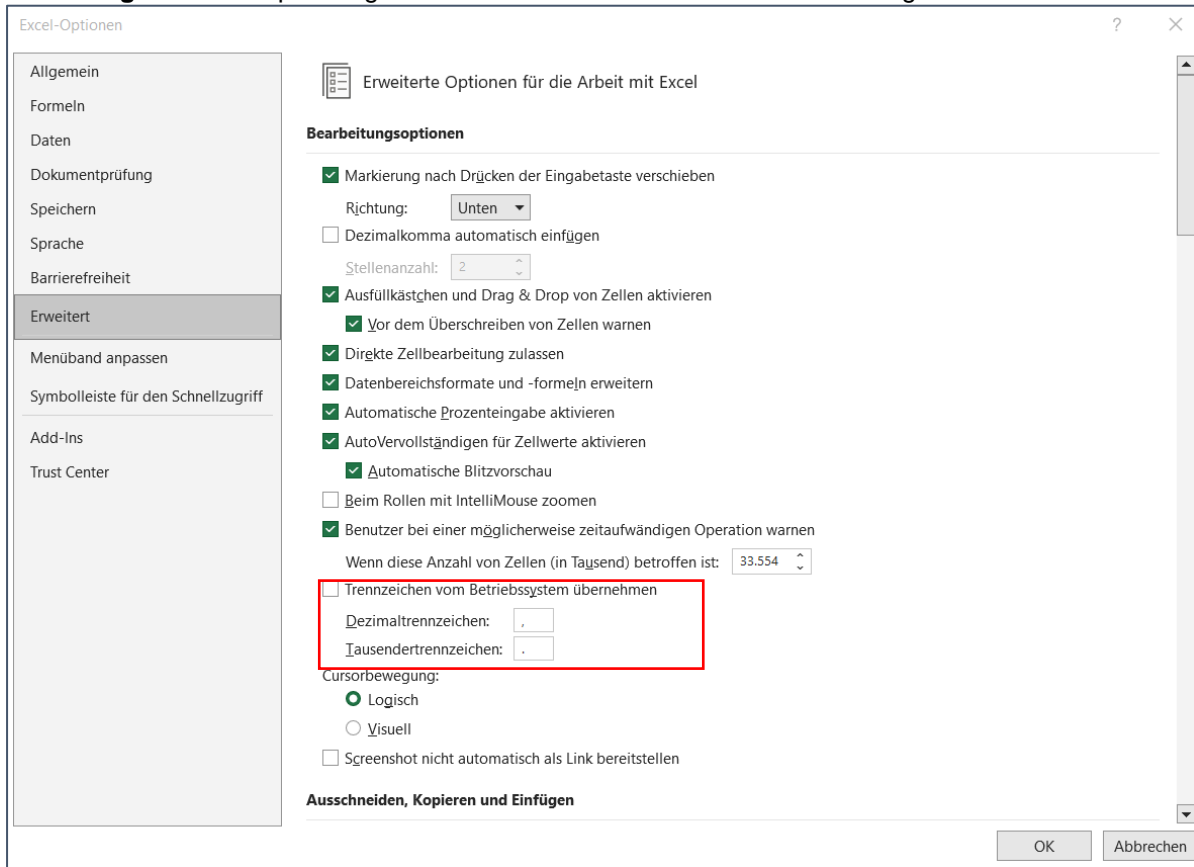 Excel-Optionen
?
Allgemein
Formeln
Daten
Dokumentprüfung
Speichern
Sprache
Barrierefreiheit
Erweitert
Menüband anpassen
Symbolleiste für den Schnellzugriff
Add-Ins
Trust Center
Erweiterte Optionen für die Arbeit mit Excel
Bearbeitungsoptionen
Markierung nach Drücken der Eingabetaste verschieben
Richtung: Unten
Dezimalkomma automatisch einfügen
Stellenanzahl: 2
Ausfüllkästchen und Drag & Drop von Zellen aktivieren
Vor dem Überschreiben von Zellen warnen
Direkte Zellbearbeitung zulassen
Datenbereichsformate und -formeln erweitern
Automatische Prozenteingabe aktivieren
AutoVervollständigen für Zellwerte aktivieren
Automatische Blitzvorschau
Beim Rollen mit IntelliMouse zoomen
Benutzer bei einer möglicherweise zeitaufwändigen Operation warnen
Wenn diese Anzahl von Zellen (in Tausend) betroffen ist: 33.554
Trennzeichen vom Betriebssystem übernehmen
Dezimaltrennzeichen: ,
Tausendertrennzeichen: .
Cursorbewegung:
Logisch
Visuell
Screenshot nicht automatisch als Link bereitstellen
Ausschneiden, Kopieren und Einfügen
OK
Abbrechen